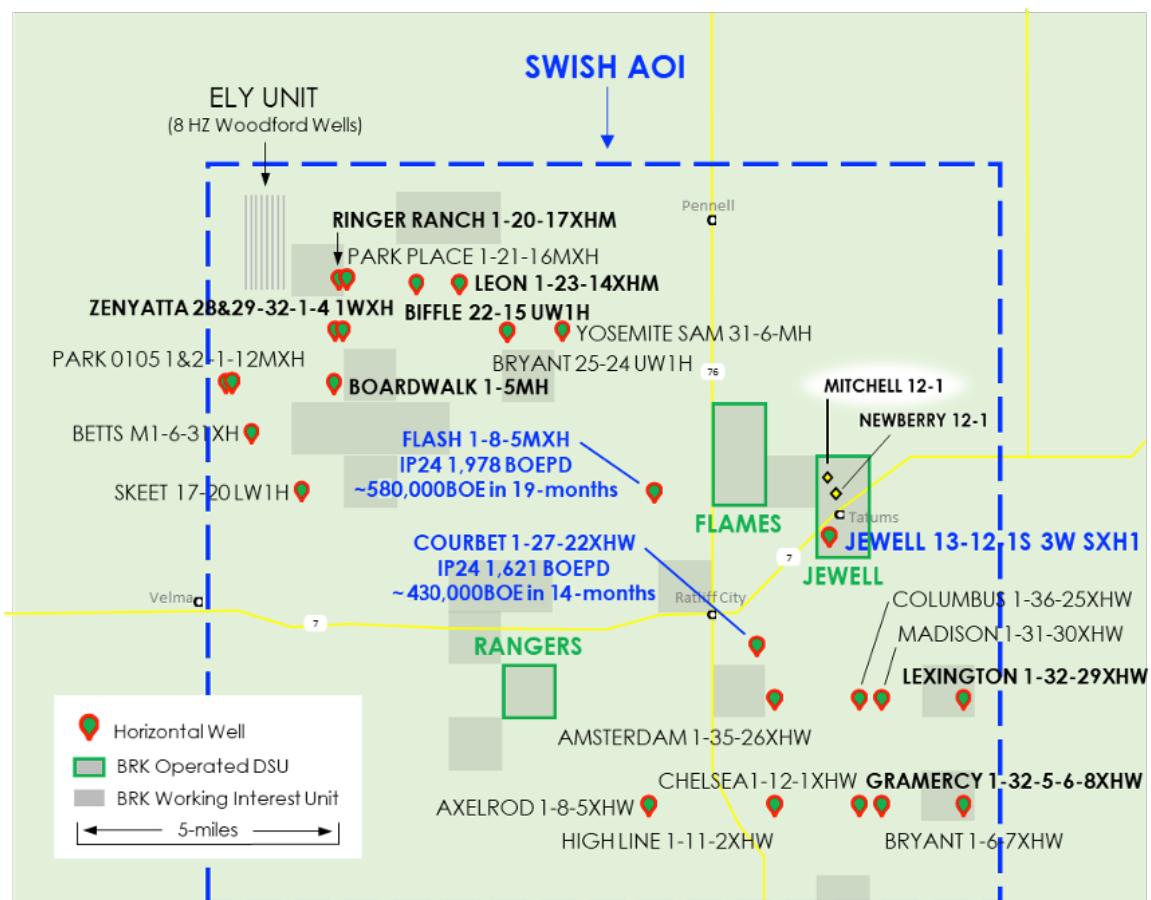 SWISH AOI
ELY UNIT
(8 HZ Woodford Wells)
Pennell
RINGER RANCH 1-20-17XHM
PARK PLACE 1-21-16MXH
LEON 1-23-14XHM
ZENYATTA 28&29-32-1-4 1WXH
BIFFLE 22-15 UW1H
YOSEMITE SAM 31-6-MH
PARK 0105 1&2-1-12MXH
BRYANT 25-24 UW1H
76
BOARDWALK 1-5MH
MITCHELL 12-1
NEWBERRY 12-1
BETTS M1-6-31XH
FLASH 1-8-5MXH
IP24 1,978 BOEPD
~580,000BOE in 19-months
SKEET 17-20 LW1H
FLAMES
Tatums
JEWELL 13-12-1S 3W SXH1
JEWELL
COURBET 1-27-22XHW
IP24 1,621 BOEPD
~430,000BOE in 14-months
7
Velma
Ratliff City
COLUMBUS 1-36-25XHW
7
MADISON 1-31-30XHW
RANGERS
LEXINGTON 1-32-29XHW
AMSTERDAM 1-35-26XHW
CHELSEA1-12-1XHW
GRAMERCY 1-32-5-6-8XHW
AXELROD 1-8-5XHW
HIGH LINE 1-11-2XHW
BRYANT 1-6-7XHW
Horizontal Well
BRK Operated DSU
BRK Working Interest Unit
5-miles